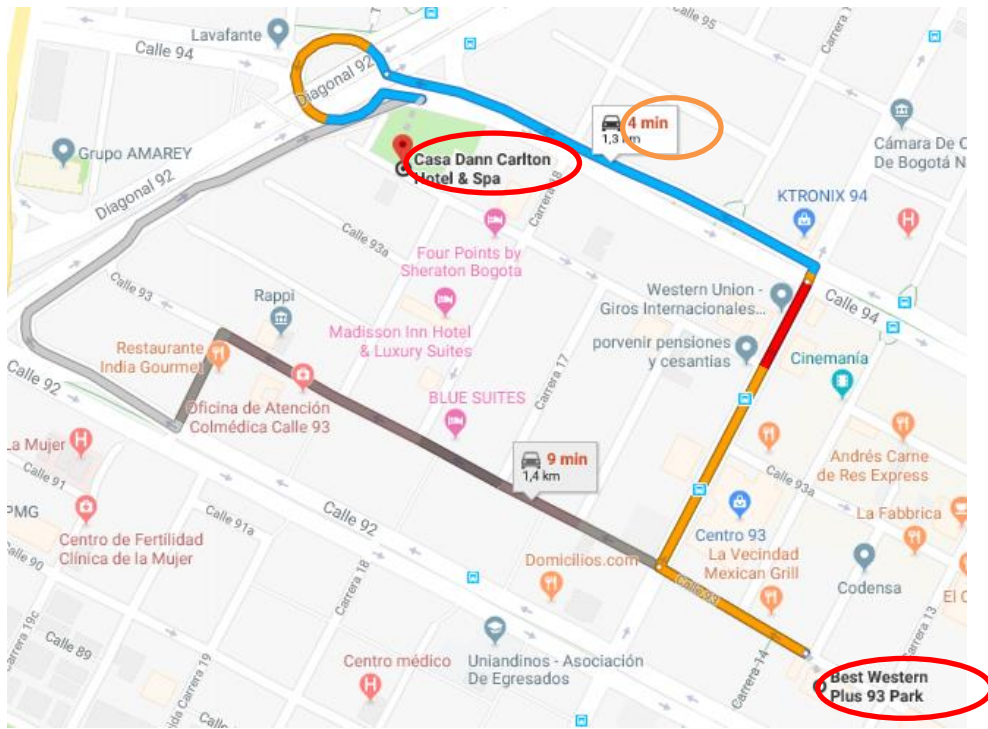 Calle 95
Lavafante
Calle 94
Diagonal 92
4 min
1,3 km
Cámara De C
De Bogotá N
Grupo AMAREY
Casa Dann Carlton
Hotel & Spa
Diagonal 92
Carrera 18
KTRONIX 94
Calle 93a
Four Points by
Sheraton Bogota
Calle 93
Rappi
Western Union -
Giros Internacionales...
Calle 94
Madisson Inn Hotel
& Luxury Suites
porvenir pensiones
y cesantias
Restaurante
India Gourmet
Cinemanía
Calle 92
Carrera 17
BLUE SUITES
Oficina de Atención
Colmédica Calle 93
La Mujer
9 min
1,4 km
Andrés Carne
de Res Express
Calle 91
Calle 93a
PMG
Calle 91a
Calle 92
La Fabbrica
Centro 93
Centro de Fertilidad
Clínica de la Mujer
Domicilios.com
La Vecindad
Mexican Grill
Calle 90
Calle 93
Codensa
El C
Carrera 18
Carrera 13
Carrera 19c
Calle 89
Centro médico
Uniandinos - Asociación
De Egresados
Carrera 14
Carrera 19
Best Western
Plus 93 Park